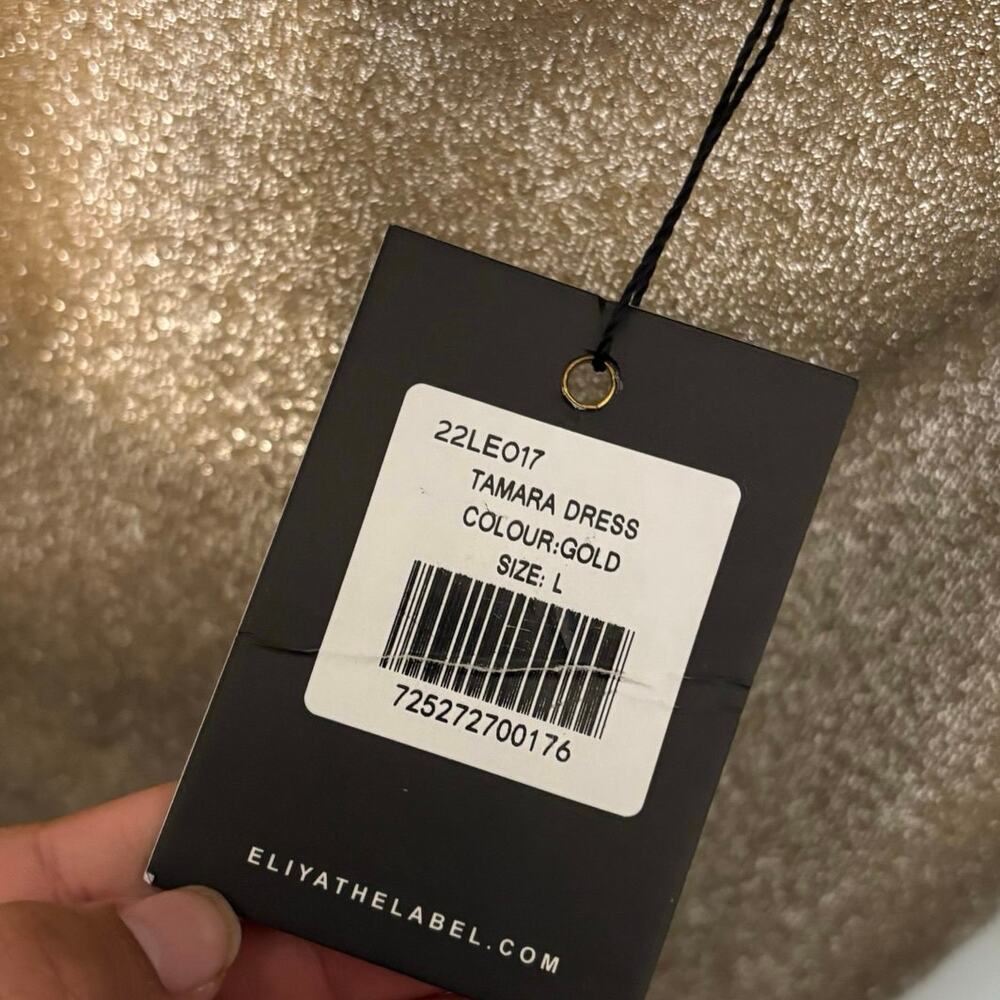 22LE017
TAMARA DRESS
COLOUR:GOLD
SIZE: L
725272700176
ELIYATHELABEL.COM